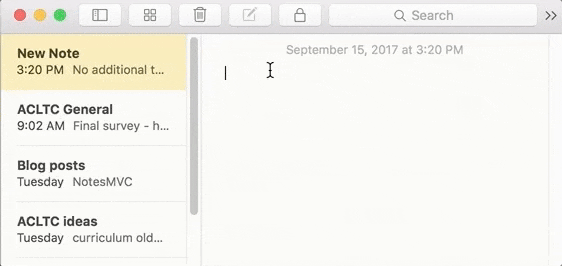 Search
New Note
3:20 PM No additional t...
ACLTC General
9:02 AM Final survey - h...
Blog posts
Tuesday NotesMVC
ACLTC ideas
Tuesday curriculum old...
September 15, 2017 at 3:20 PM